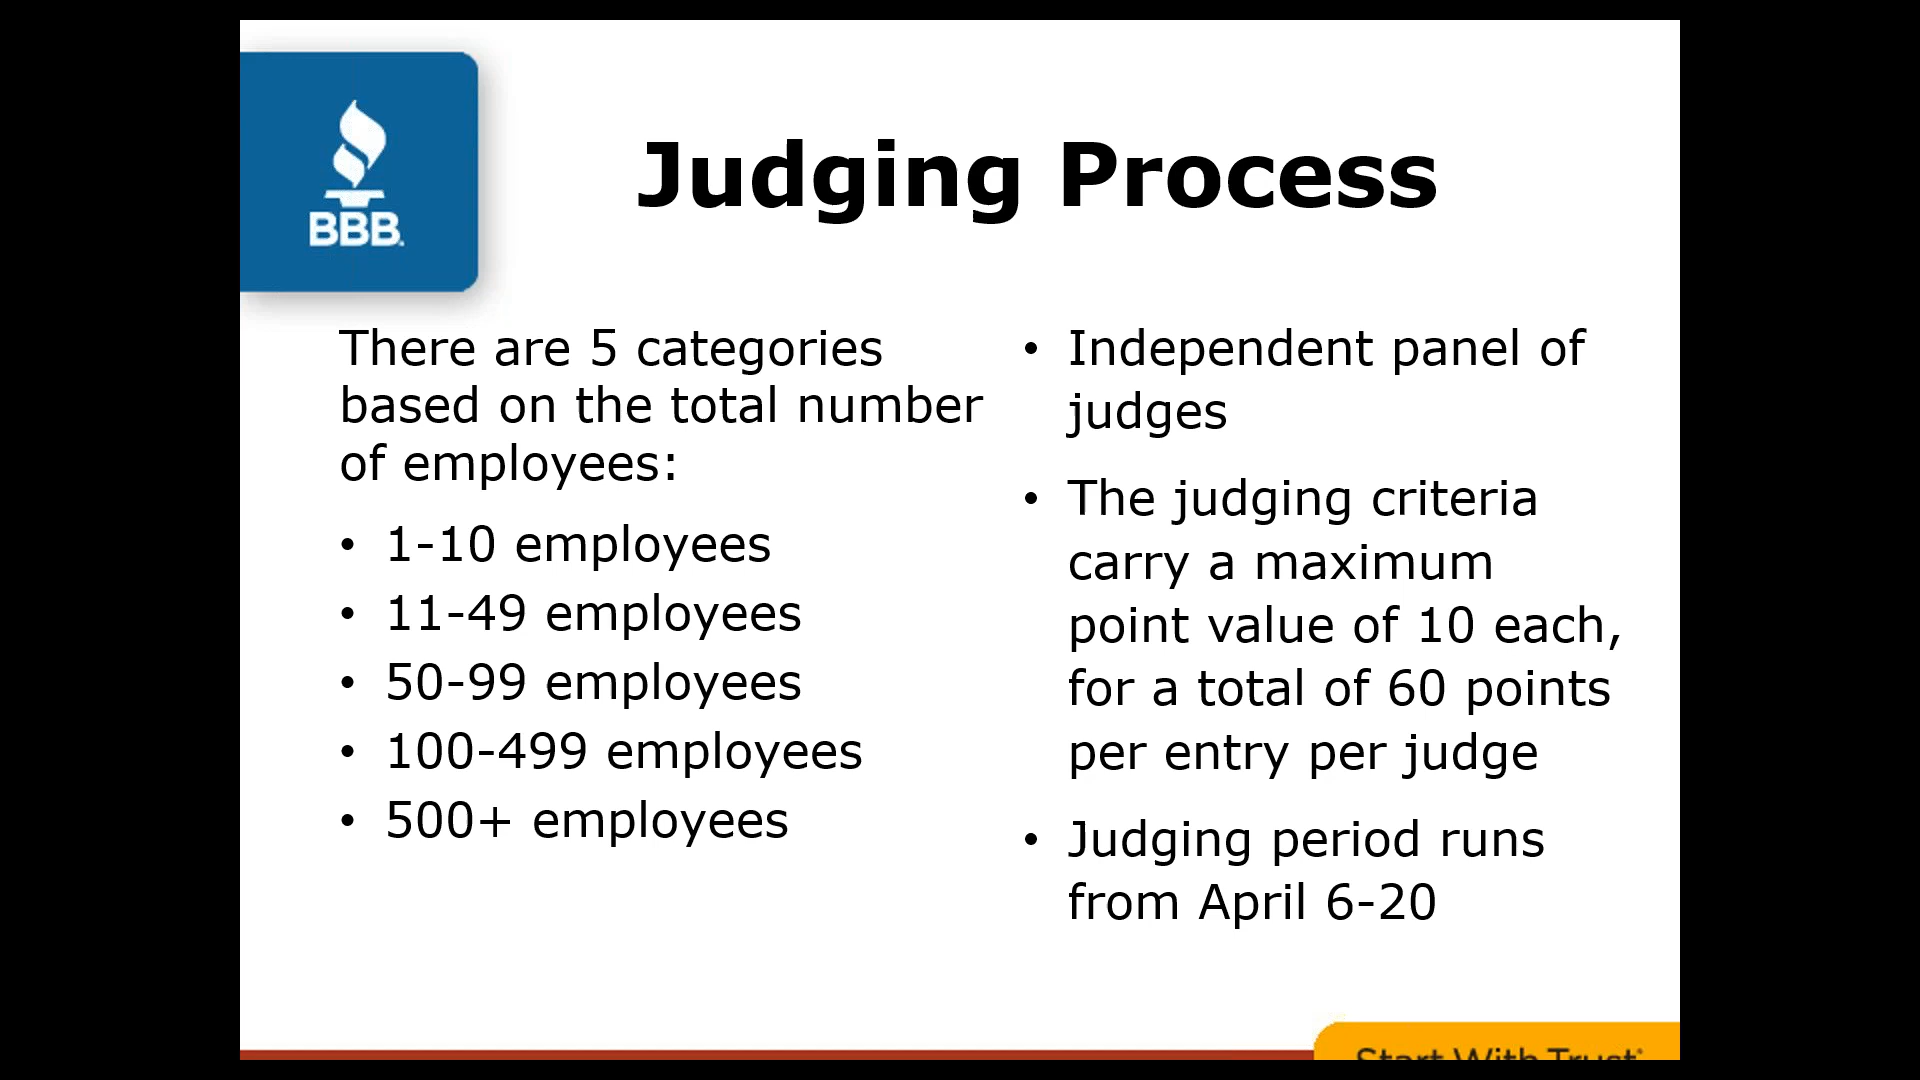 BBB.
Judging Process
There are 5 categories
based on the total number
of employees:
• 1-10 employees
• 11-49 employees
• 50-99 employees
• 100-499 employees
• 500+ employees
• Independent panel of
judges
• The judging criteria
carry a maximum
point value of 10 each,
for a total of 60 points
per entry per judge
• Judging period runs
from April 6-20
Start With Trust